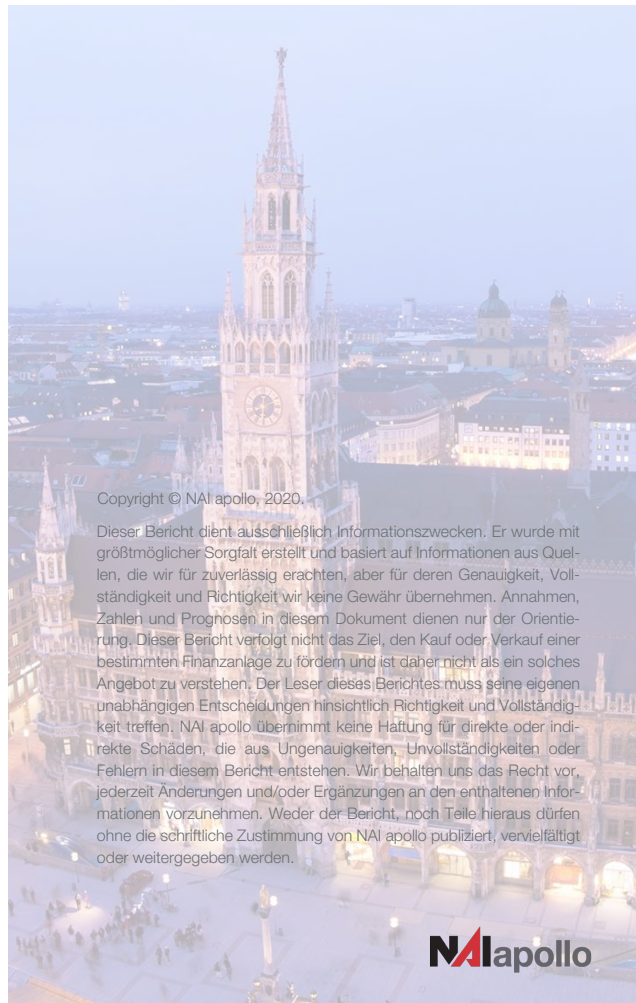 Copyright © NAI apollo, 2020.
Dieser Bericht dient ausschließlich Informationszwecken. Er wurde mit
größtmöglicher Sorgfalt erstellt und basiert auf Informationen aus Quel-
len, die wir für zuverlässig erachten, aber für deren Genauigkeit, Voll-
ständigkeit und Richtigkeit wir keine Gewähr übernehmen. Annahmen,
Zahlen und Prognosen in diesem Dokument dienen nur der Orientie-
rung. Dieser Bericht verfolgt nicht das Ziel, den Kauf oder Verkauf einer
bestimmten Finanzanlage zu fördern und ist daher nicht als ein solches
Angebot zu verstehen. Der Leser dieses Berichtes muss seine eigenen
unabhängigen Entscheidungen hinsichtlich Richtigkeit und Vollständig-
keit treffen. NAI apollo übernimmt keine Haftung für direkte oder indi-
rekte Schäden, die aus Ungenauigkeiten, Unvollständigkeiten oder
Fehlern in diesem Bericht entstehen. Wir behalten uns das Recht vor,
jederzeit Änderungen und/oder Ergänzungen an den enthaltenen Infor-
mationen vorzunehmen. Weder der Bericht, noch Teile hieraus dürfen
ohne die schriftliche Zustimmung von NAI apollo publiziert, vervielfältigt
oder weitergegeben werden.
NAIapollo